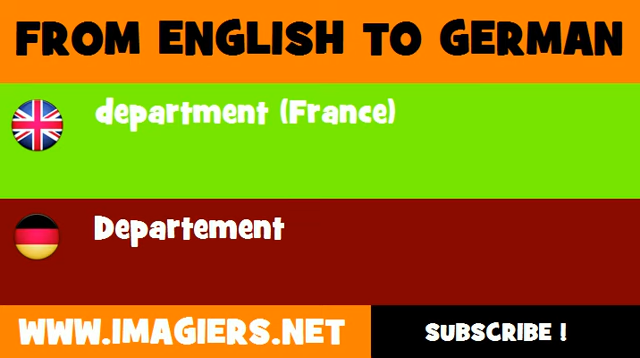 FROM ENGLISH TO GERMAN
department (France)
Departement
WWW.IMAGIERS.NET
SUBSCRIBE !